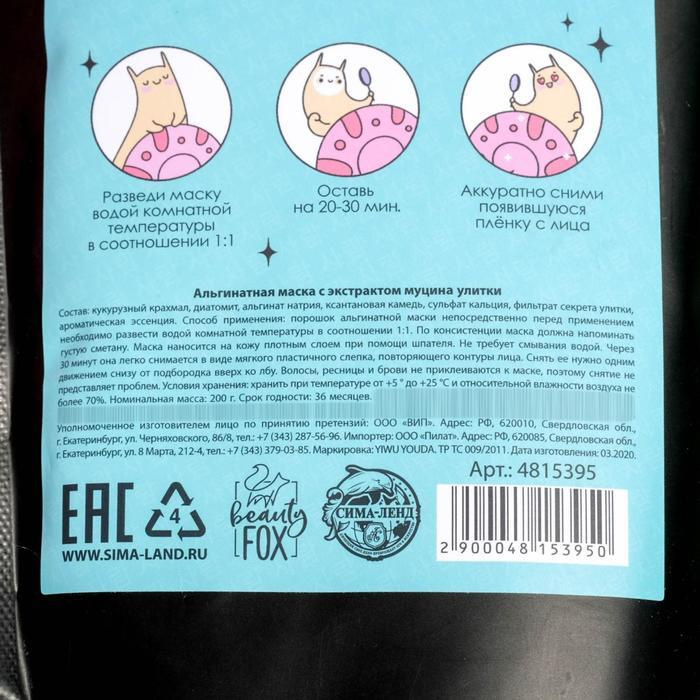 Разведи маску
водой комнатной
температуры
в соотношении 1:1
Оставь
на 20-30 мин.
Аккуратно сними
появившуюся
плёнку с лица
Альгинатная маска с экстрактом муцина улитки
Состав: кукурузный крахмал, диатомит, альгинат натрия, ксантановая камедь, сульфат кальция, фильтрат секрета улитки,
ароматическая эссенция. Способ применения: порошок альгинатной маски непосредственно перед применением
необходимо развести водой комнатной температуры в соотношении 1:1. По консистенции маска должна напоминать
густую сметану. Маска наносится на кожу плотным слоем при помощи шпателя. Не требует смывания водой. Через
30 минут она легко снимается в виде мягкого пластичного слепка, повторяющего контуры лица. Снять ее нужно одним
движением снизу от подбородка вверх ко лбу. Волосы, ресницы и брови не приклеиваются к маске, поэтому снятие не
представляет проблем. Условия хранения: хранить при температуре от +5 ° до +25 °С и относительной влажности воздуха не
более 70%. Номинальная масса: 200 г. Срок годности: 36 месяцев.
Уполномоченное изготовителем лицо по принятию претензий: ООО «ВИП». Адрес: РФ, 620010, Свердловская обл.,
г. Екатеринбург, ул. Черняховского, 86/8, тел.: +7 (343) 287-56-96. Импортер: ООО «Пилат». Адрес: РФ, 620085, Свердловская обл.,
г. Екатеринбург, ул. 8 Марта, 212-4, тел.: +7 (343) 379-03-85. Маркировка: YIWU YOUDA. ТР ТС 009/2011. Дата изготовления: 03.2020.
Арт.: 4815395
EAC
4
WWW.SIMA-LAND.RU
beauty
FOX
СИМА-ЛЕНД
2 900048 153950